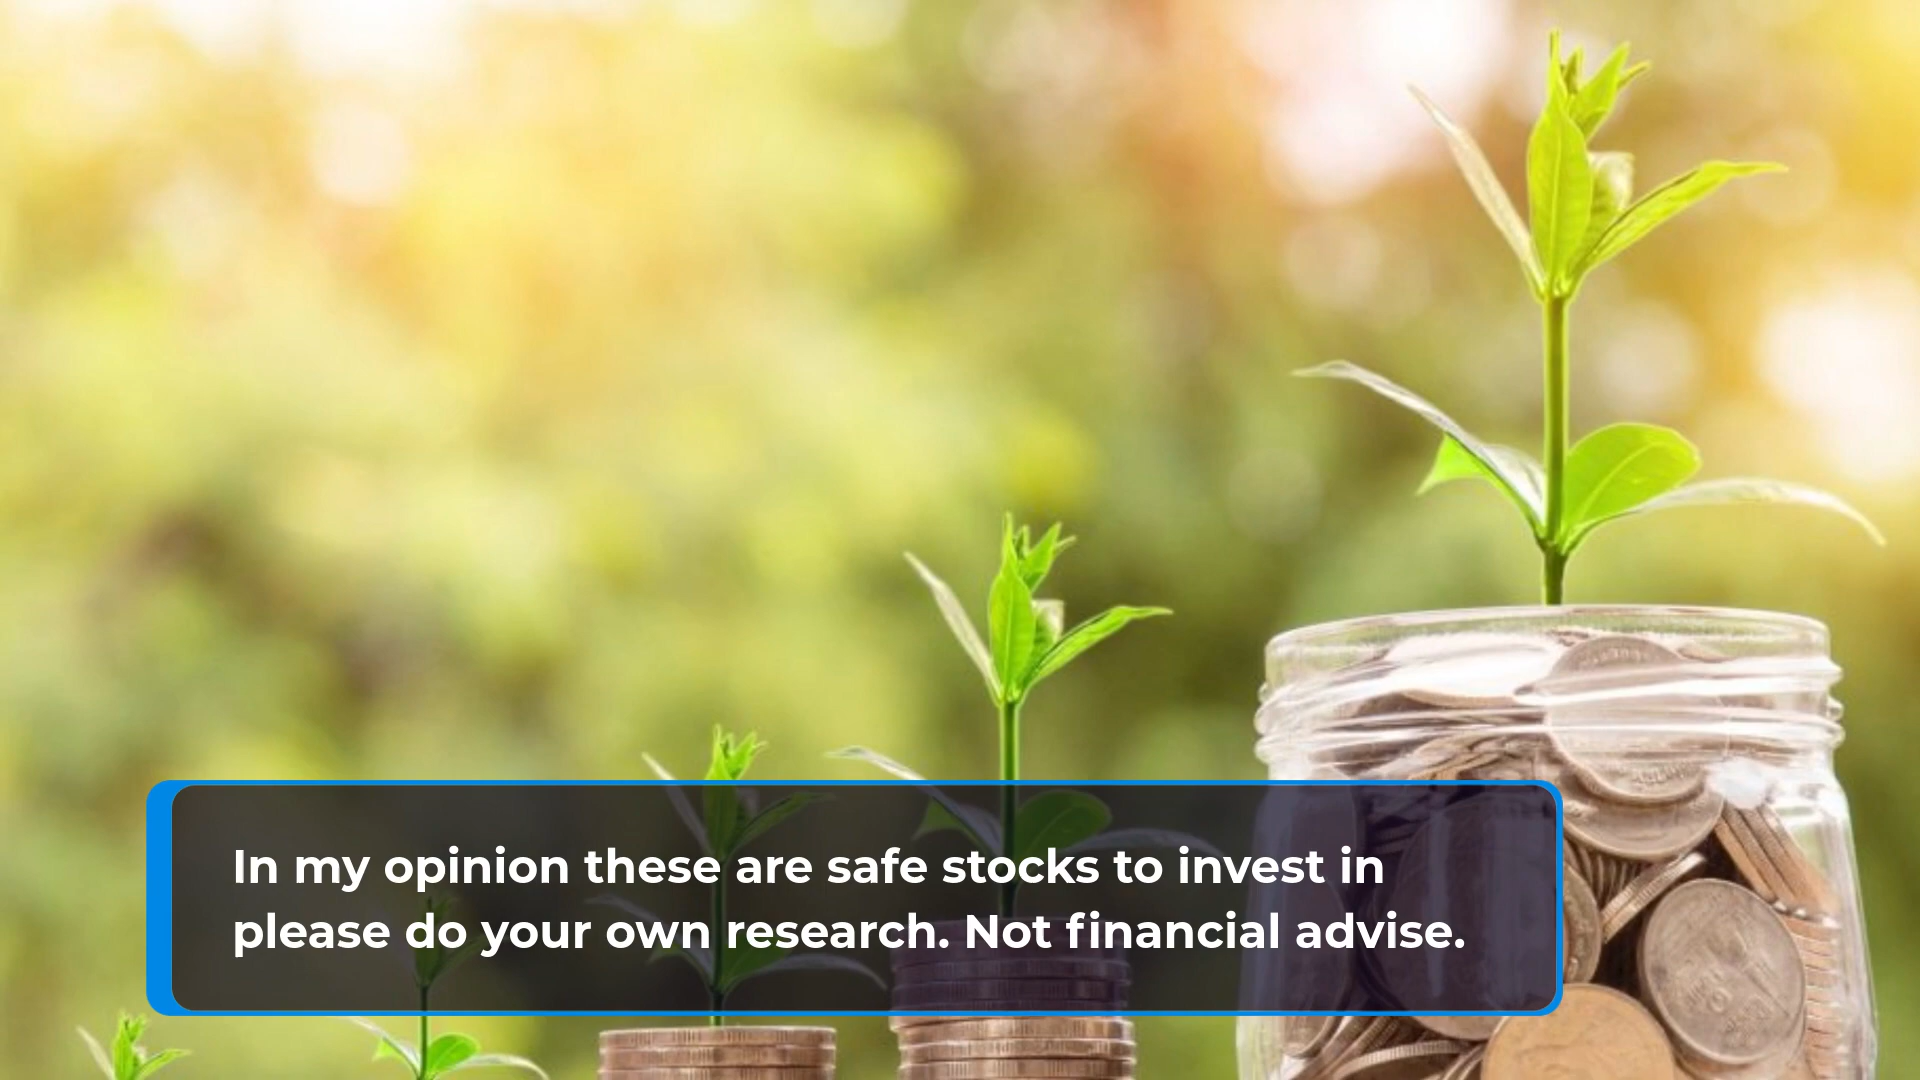 In my opinion these are safe stocks to invest in
please do your own research. Not financial advise.